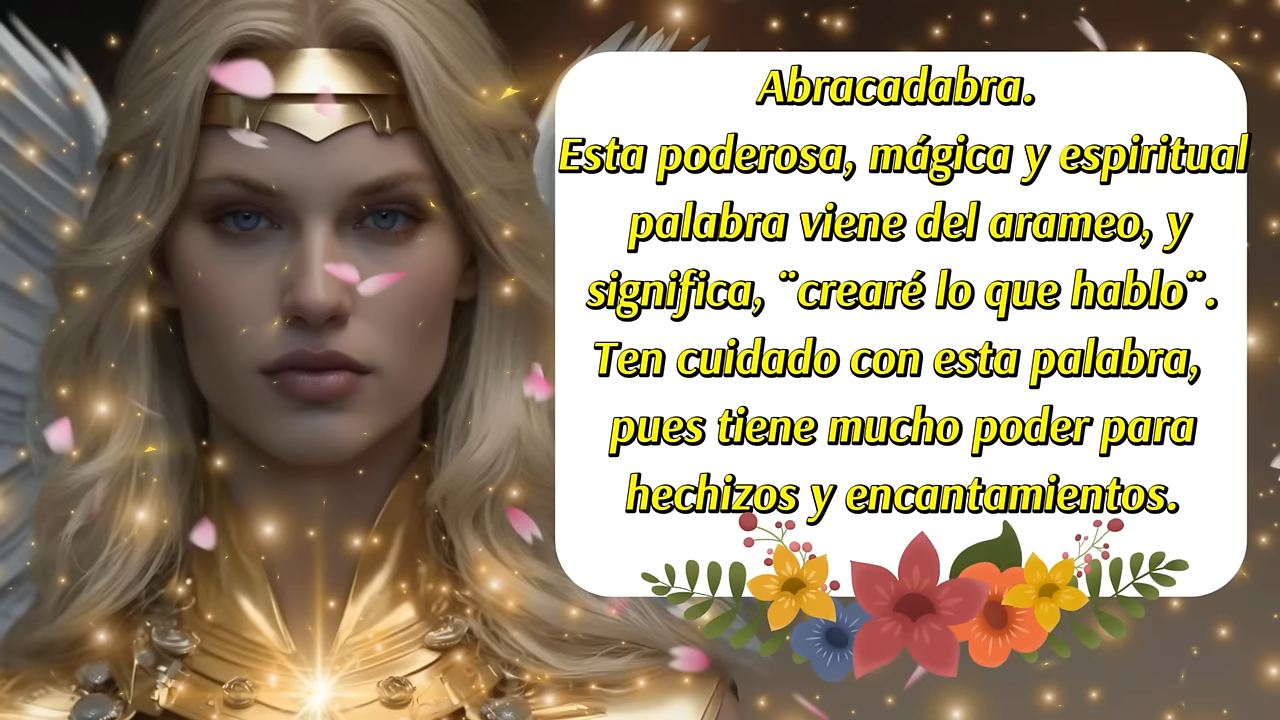 Abracadabra.
Esta poderosa, mágica y espiritual
palabra viene del arameo, y
significa, ¨crearé lo que hablo¨.
Ten cuidado con esta palabra,
pues tiene mucho poder para
hechizos y encantamientos.